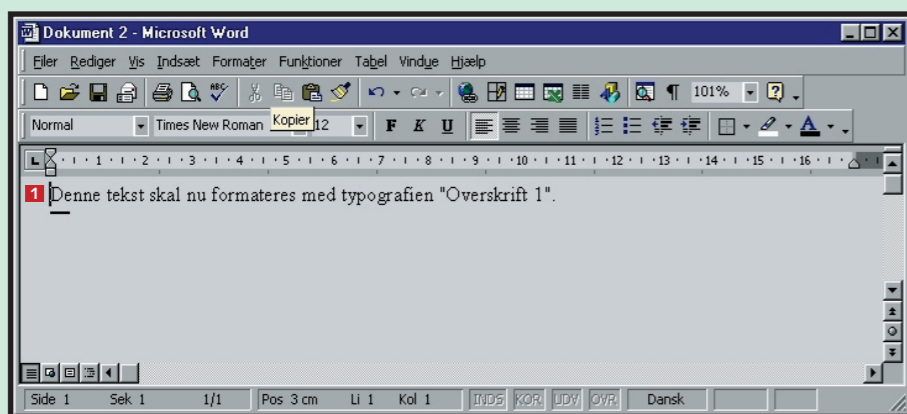 Dokument 2 - Microsoft Word
Filer Rediger Vis Indsæt Formater Funktioner Tabel Vindue Hjælp
ABC 101%
Normal Times New Roman Kopier 12 F K U A
1 2 3 4 5 6 7 8 9 10 11 12 13 14 15 16
1 Denne tekst skal nu formateres med typografien "Overskrift 1".
Side 1 Sek 1 1/1 Pos 3 cm Li 1 Kol 1 INDS KOR UDV OVR Dansk